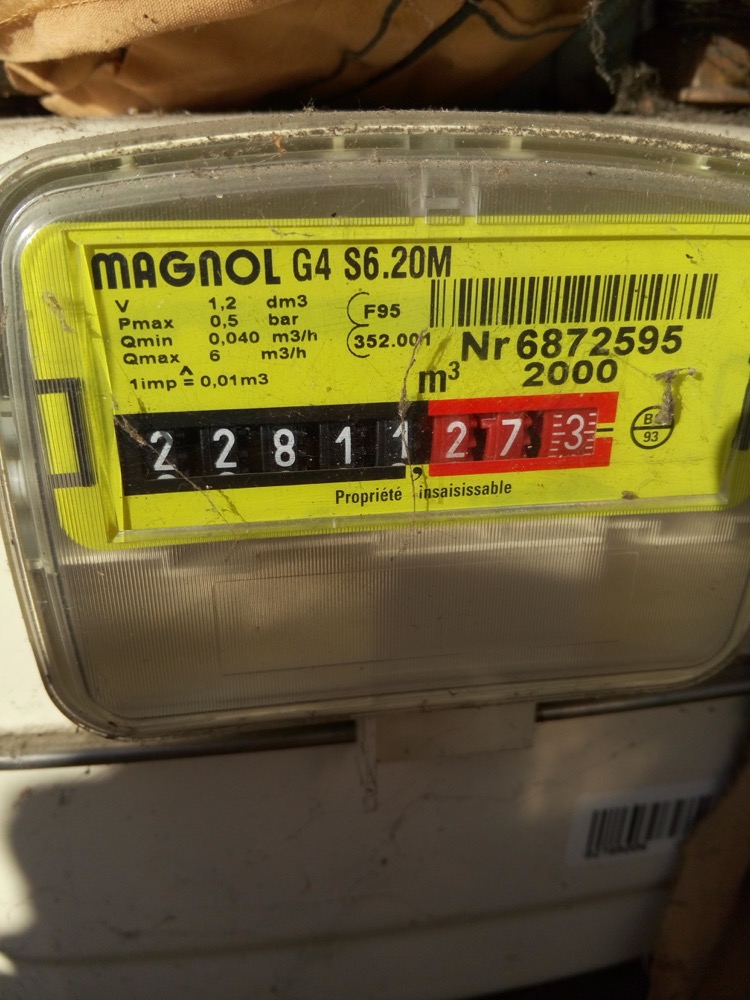 MAGNOL G4 S6.20M
V 1,2 dm3
Pmax 0,5 bar
Qmin 0,040 m3/h
Qmax 6 m3/h
1imp ≙ 0,01m3
F95
352.001
Nr 6872595
m³ 2000
22811,273
93
Propriété insaisissable